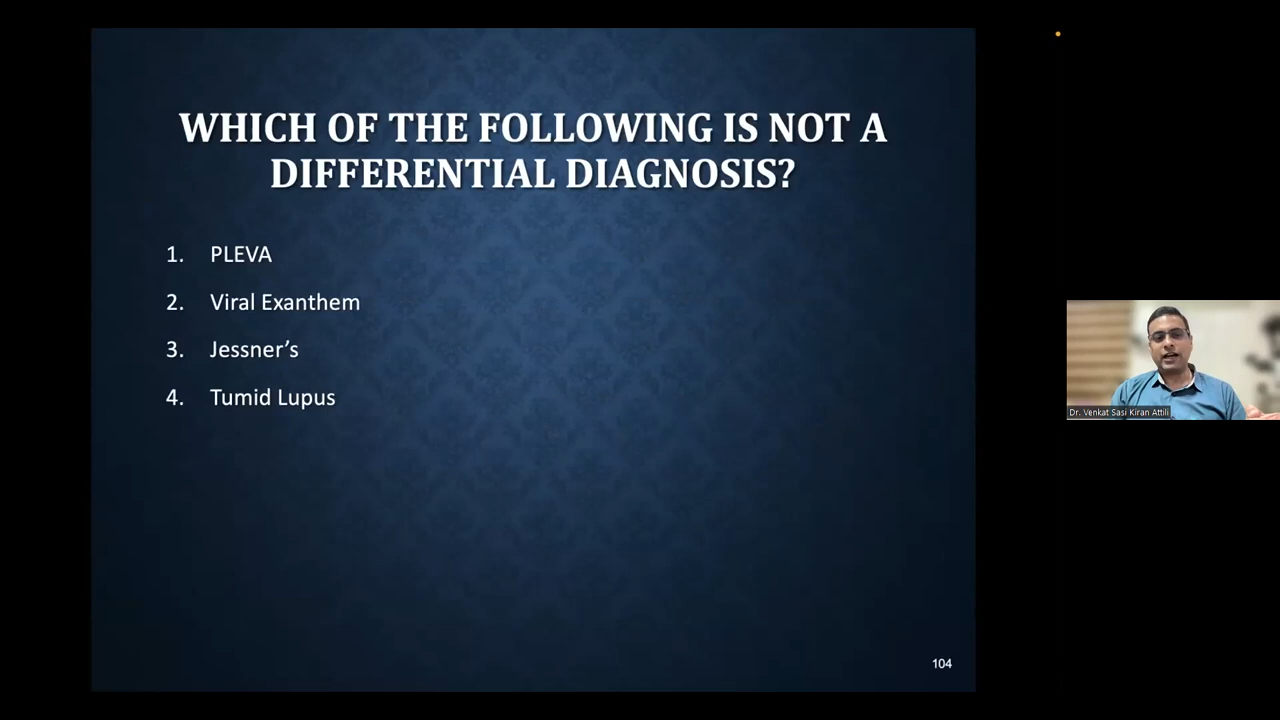 WHICH OF THE FOLLOWING IS NOT A
DIFFERENTIAL DIAGNOSIS?
1. PLEVA
2. Viral Exanthem
3. Jessner’s
4. Tumid Lupus
Dr. Venkat Sasi Kiran Attili
104